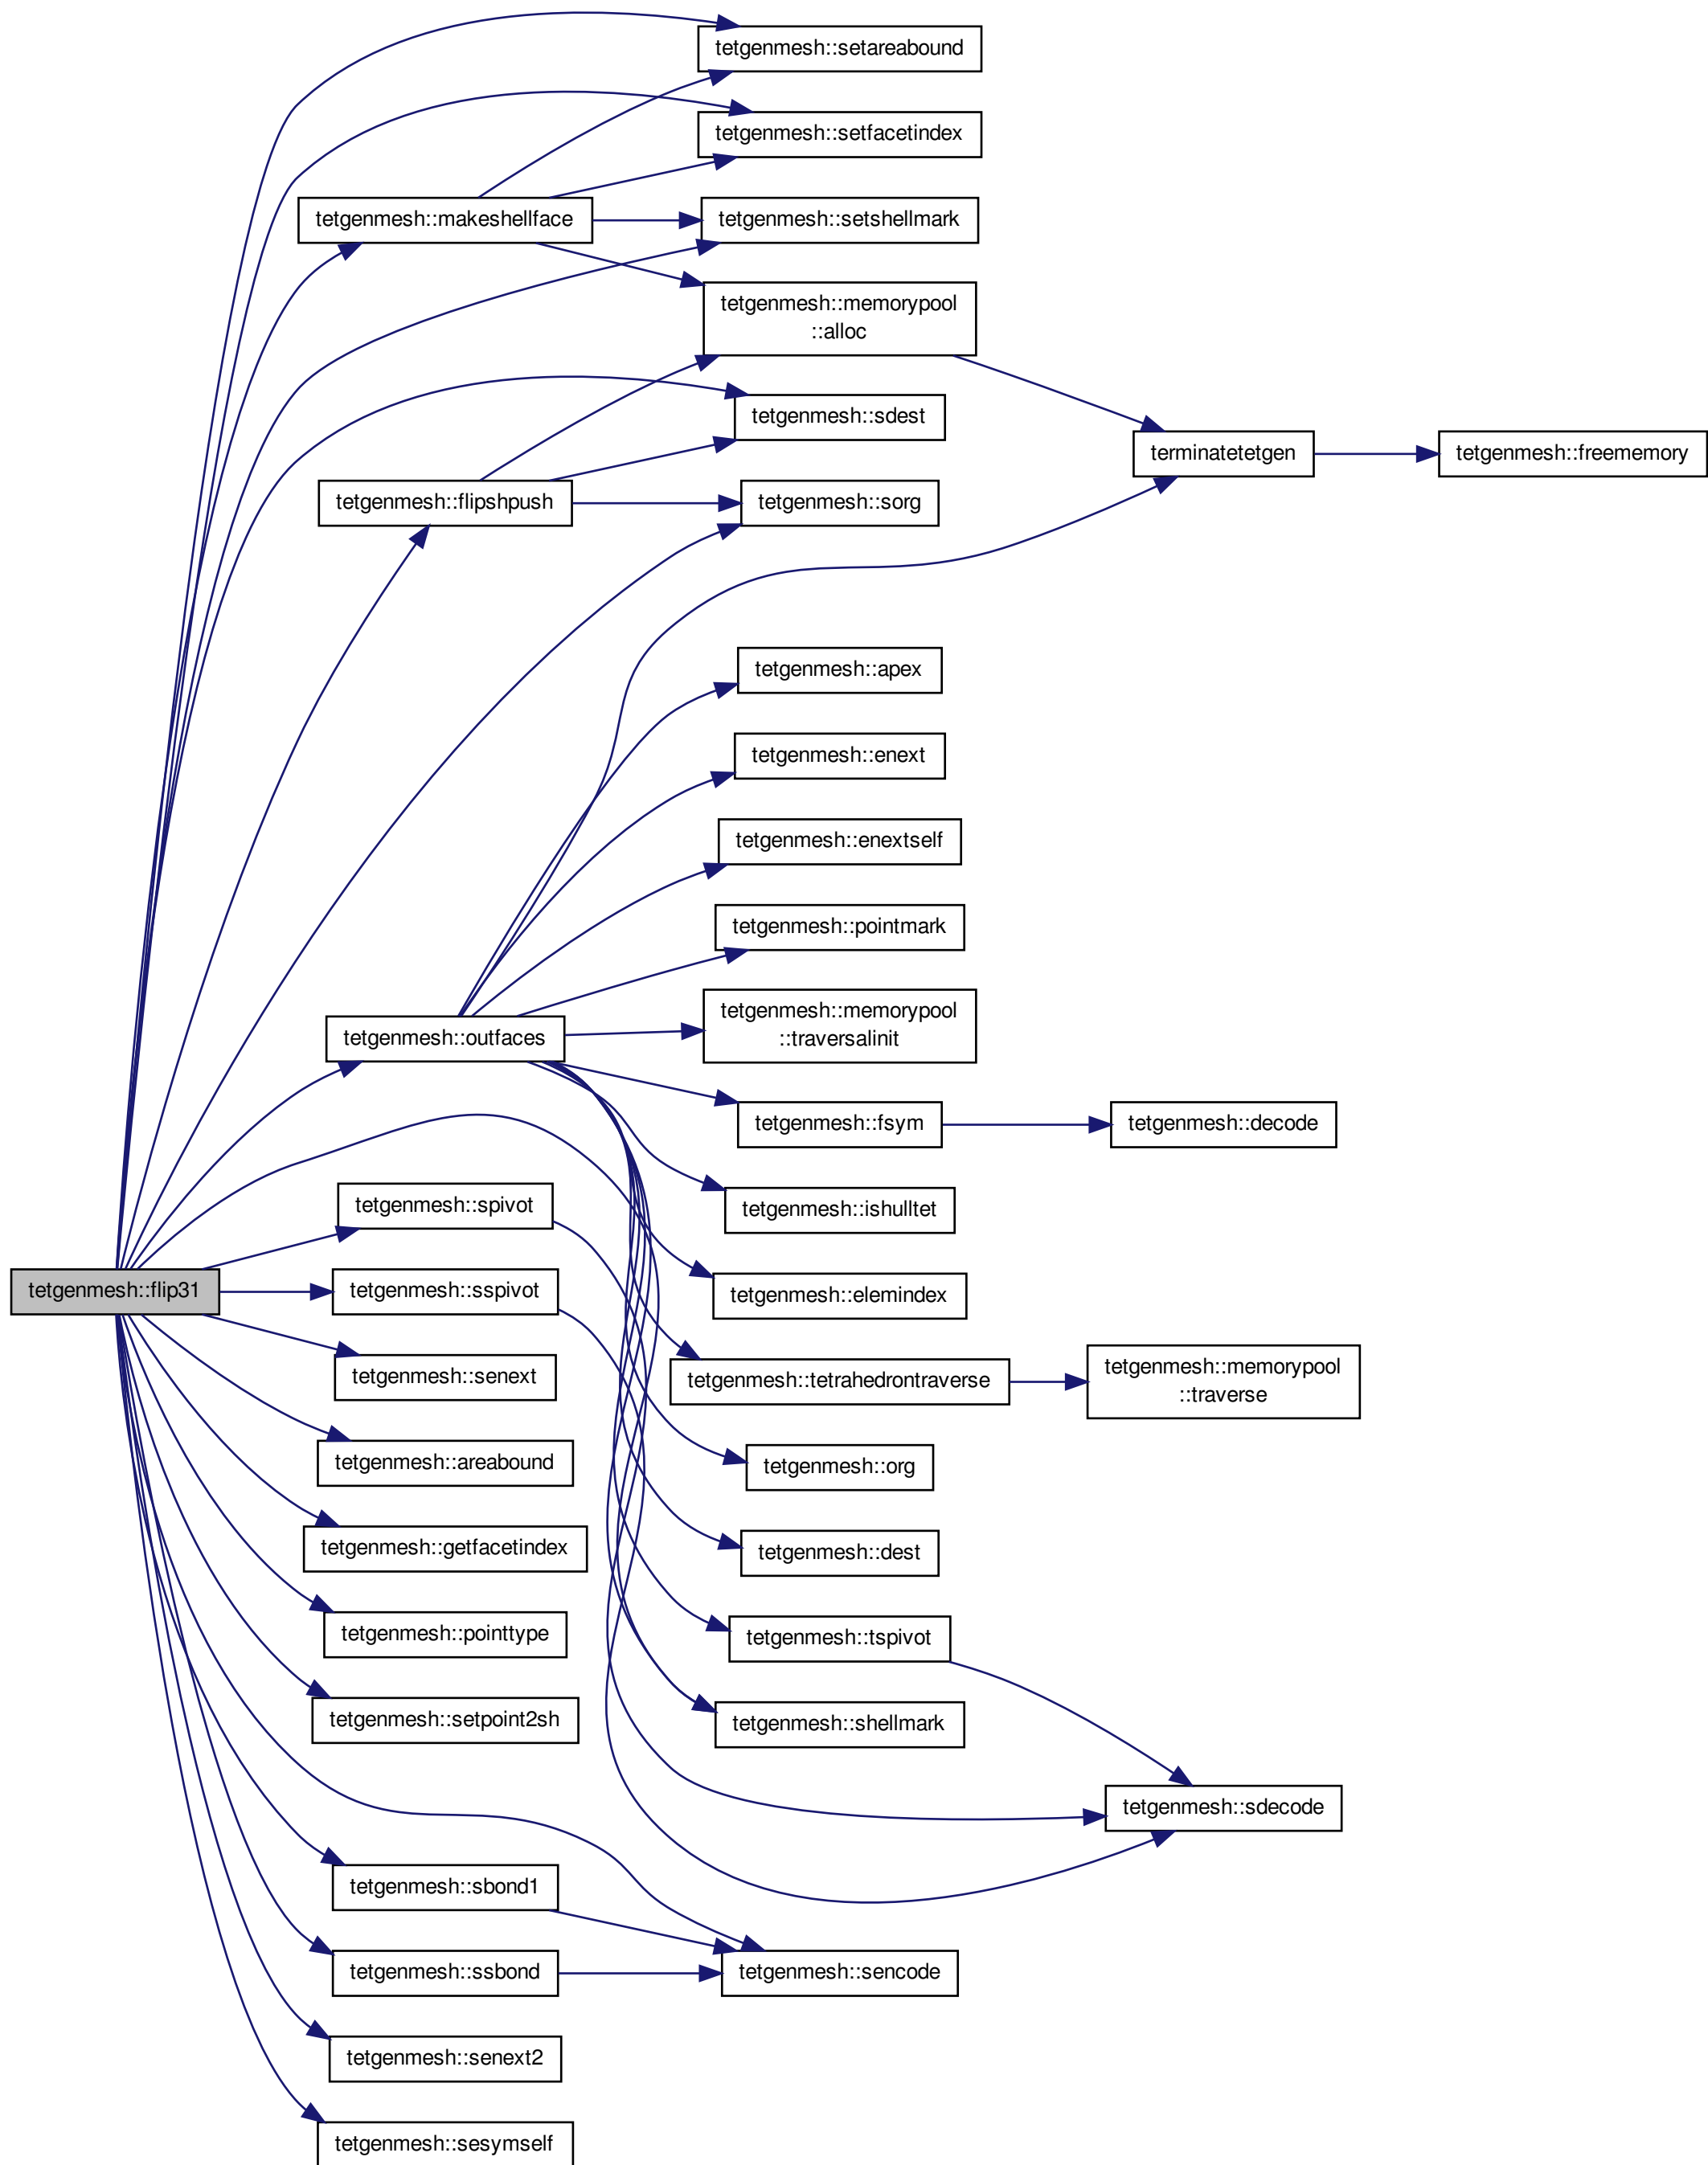 tetgenmesh::setareabound
tetgenmesh::setfacetindex
tetgenmesh::makeshellface
tetgenmesh::setshellmark
tetgenmesh::memorypool
::alloc
tetgenmesh::sdest
terminatetetgen
tetgenmesh::freememory
tetgenmesh::flipshpush
tetgenmesh::sorg
tetgenmesh::apex
tetgenmesh::enext
tetgenmesh::enextself
tetgenmesh::pointmark
tetgenmesh::memorypool
::traversalinit
tetgenmesh::outfaces
tetgenmesh::fsym
tetgenmesh::decode
tetgenmesh::spivot
tetgenmesh::ishulltet
tetgenmesh::flip31
tetgenmesh::sspivot
tetgenmesh::elemindex
tetgenmesh::senext
tetgenmesh::tetrahedrontraverse
tetgenmesh::memorypool
::traverse
tetgenmesh::areabound
tetgenmesh::org
tetgenmesh::getfacetindex
tetgenmesh::dest
tetgenmesh::pointtype
tetgenmesh::tspivot
tetgenmesh::setpoint2sh
tetgenmesh::shellmark
tetgenmesh::sdecode
tetgenmesh::sbond1
tetgenmesh::ssbond
tetgenmesh::sencode
tetgenmesh::senext2
tetgenmesh::sesymself